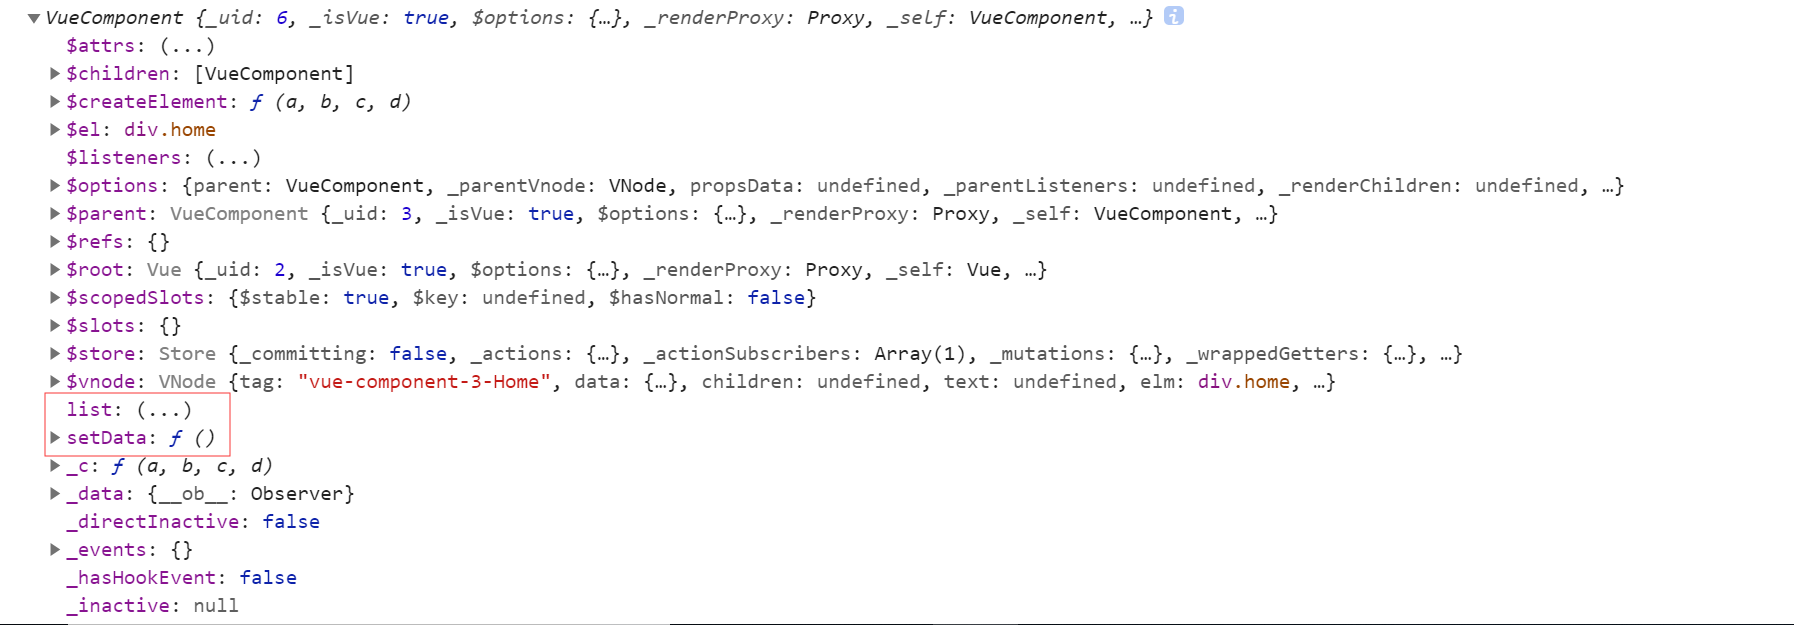 ▼VueComponent {_uid: 6, _isVue: true, $options: {…}, _renderProxy: Proxy, _self: VueComponent, …} i
$attrs: (...)
▶$children: [VueComponent]
▶$createElement: ƒ (a, b, c, d)
▶$el: div.home
$listeners: (...)
▶$options: {parent: VueComponent, _parentVnode: VNode, propsData: undefined, _parentListeners: undefined, _renderChildren: undefined, …}
▶$parent: VueComponent {_uid: 3, _isVue: true, $options: {…}, _renderProxy: Proxy, _self: VueComponent, …}
▶$refs: {}
▶$root: Vue {_uid: 2, _isVue: true, $options: {…}, _renderProxy: Proxy, _self: Vue, …}
▶$scopedSlots: {$stable: true, $key: undefined, $hasNormal: false}
▶$slots: {}
▶$store: Store {_committing: false, _actions: {…}, _actionSubscribers: Array(1), _mutations: {…}, _wrappedGetters: {…}, …}
▶$vnode: VNode {tag: "vue-component-3-Home", data: {…}, children: undefined, text: undefined, elm: div.home, …}
list: (...)
▶setData: ƒ ()
▶_c: ƒ (a, b, c, d)
▶_data: {__ob__: Observer}
_directInactive: false
▶_events: {}
_hasHookEvent: false
_inactive: null